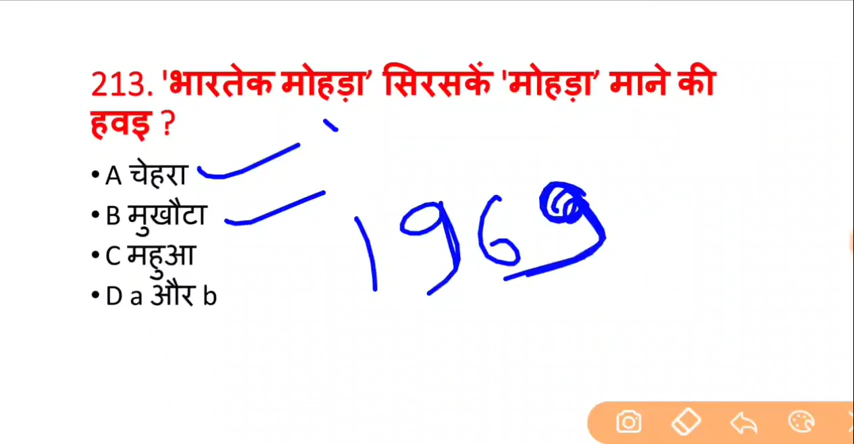 213. 'भारतेक मोहड़ा’ सिरसकें 'मोहड़ा’ माने की
हवइ ?
• A चेहरा
• B मुखौटा
• C महुआ
• D a और b
1969